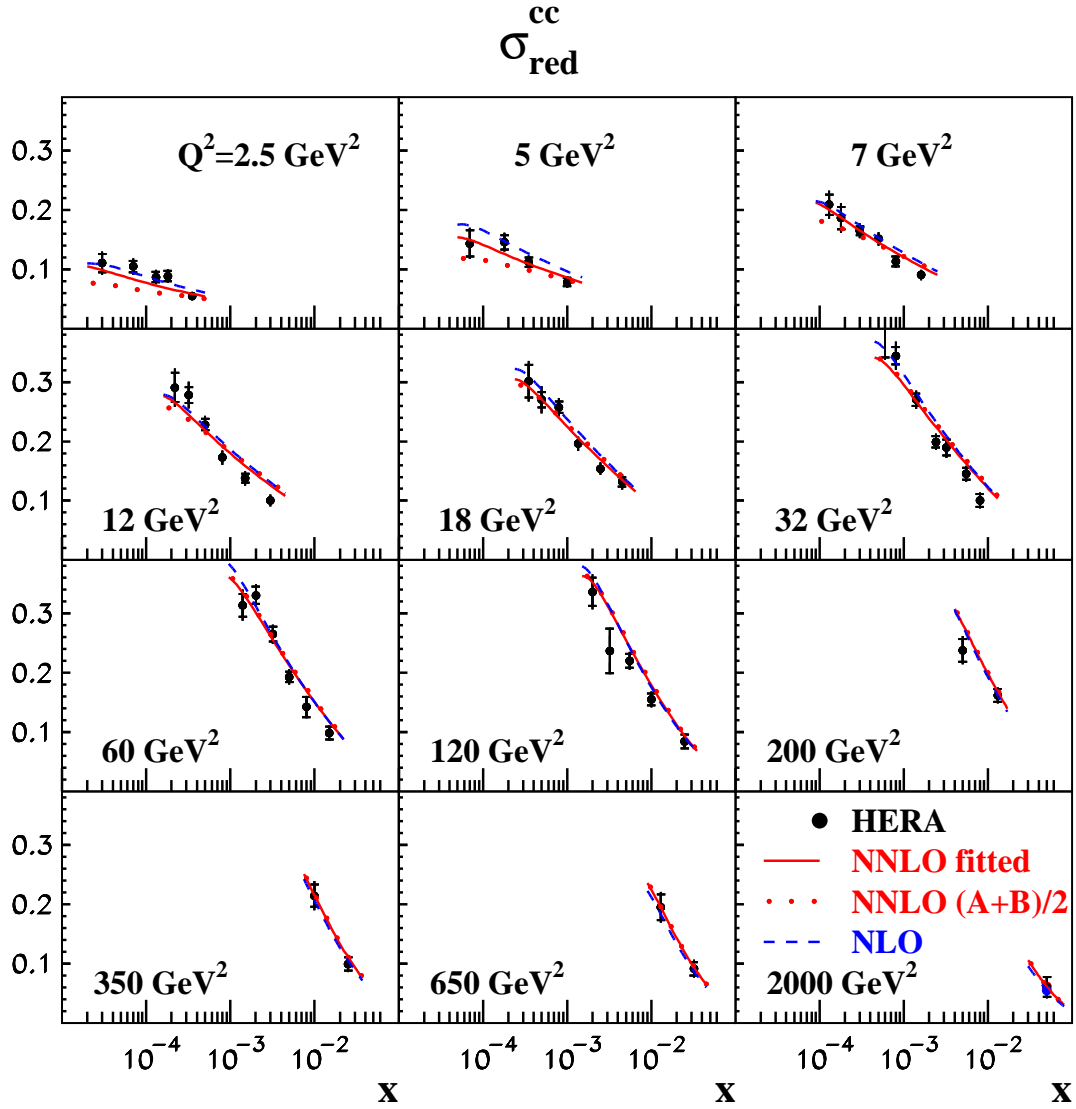 σ_red^cc
0.3
0.2
0.1
Q²=2.5 GeV²
5 GeV²
7 GeV²
0.3
0.2
0.1
12 GeV²
18 GeV²
32 GeV²
0.3
0.2
0.1
60 GeV²
120 GeV²
200 GeV²
0.3
0.2
0.1
350 GeV²
650 GeV²
2000 GeV²
HERA
NNLO fitted
NNLO (A+B)/2
NLO
10⁻⁴ 10⁻³ 10⁻² 10⁻⁴ 10⁻³ 10⁻² 10⁻⁴ 10⁻³ 10⁻²
x x x